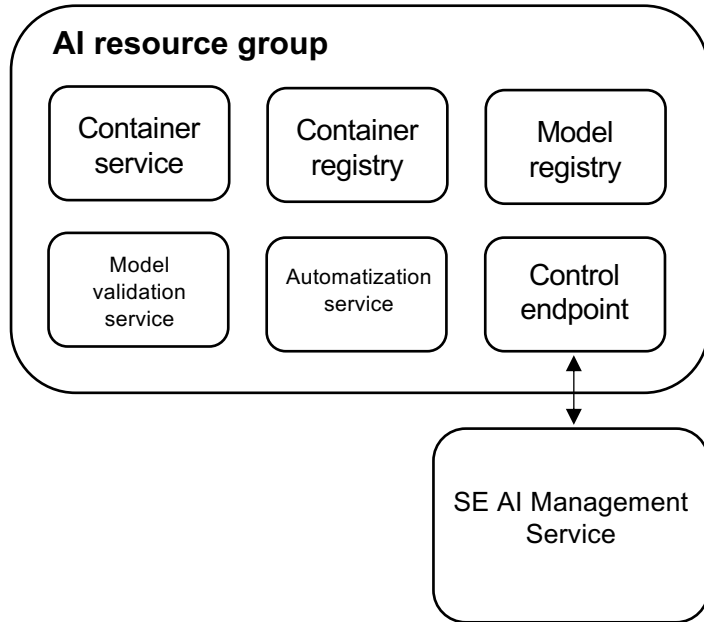 AI resource group
Container
service
Container
registry
Model
registry
Model
validation
service
Automatization
service
Control
endpoint
SE AI Management
Service